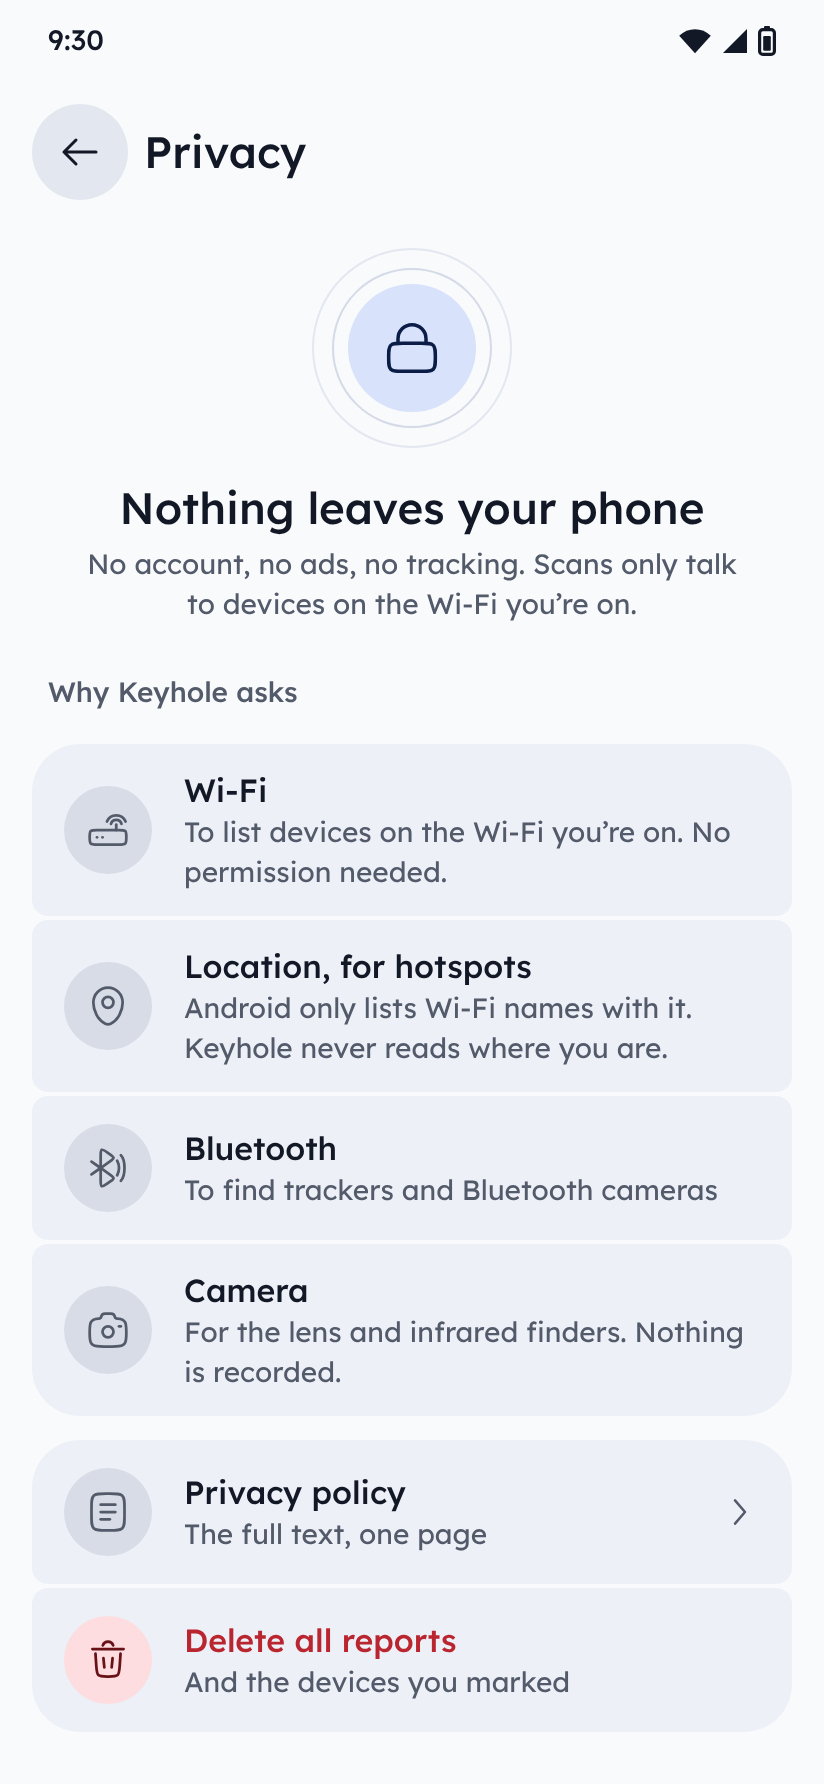 9:30
Privacy
Nothing leaves your phone
No account, no ads, no tracking. Scans only talk
to devices on the Wi-Fi you’re on.
Why Keyhole asks
Wi-Fi
To list devices on the Wi-Fi you’re on. No
permission needed.
Location, for hotspots
Android only lists Wi-Fi names with it.
Keyhole never reads where you are.
Bluetooth
To find trackers and Bluetooth cameras
Camera
For the lens and infrared finders. Nothing
is recorded.
Privacy policy
The full text, one page
Delete all reports
And the devices you marked